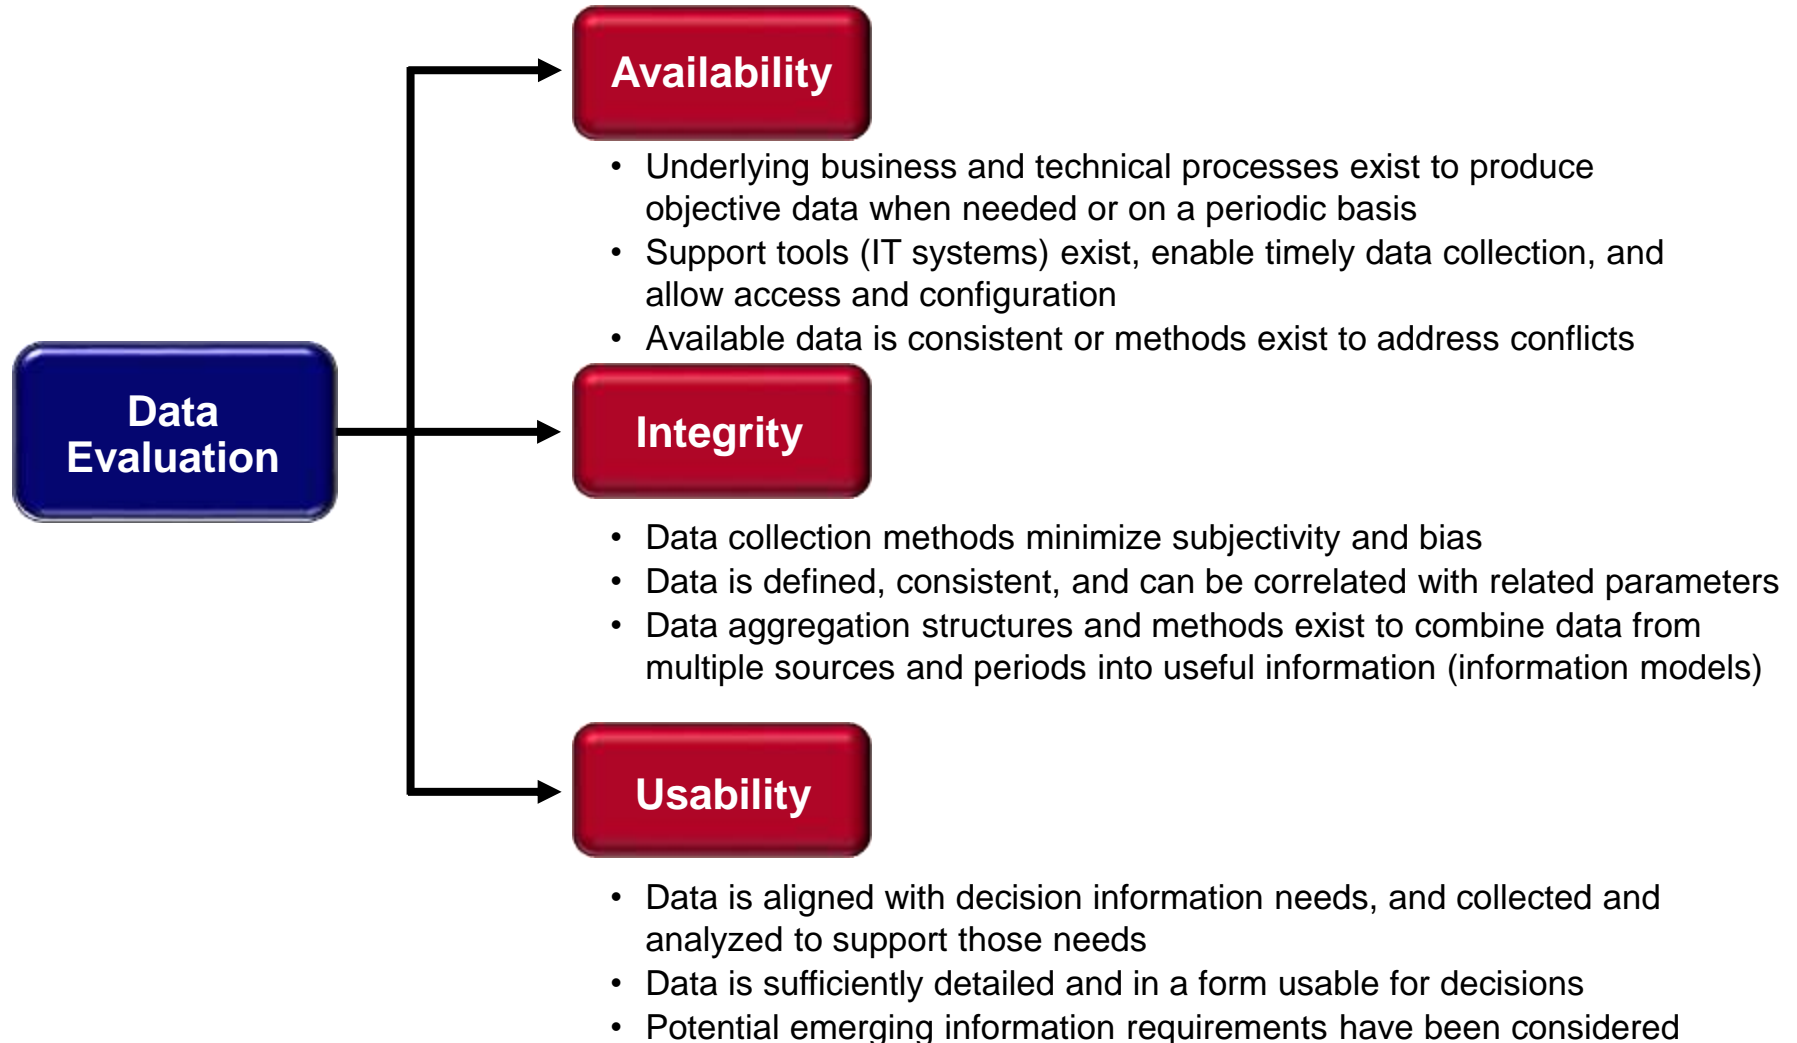 Availability
• Underlying business and technical processes exist to produce
objective data when needed or on a periodic basis
• Support tools (IT systems) exist, enable timely data collection, and
allow access and configuration
• Available data is consistent or methods exist to address conflicts
Data
Evaluation
Integrity
• Data collection methods minimize subjectivity and bias
• Data is defined, consistent, and can be correlated with related parameters
• Data aggregation structures and methods exist to combine data from
multiple sources and periods into useful information (information models)
Usability
• Data is aligned with decision information needs, and collected and
analyzed to support those needs
• Data is sufficiently detailed and in a form usable for decisions
• Potential emerging information requirements have been considered